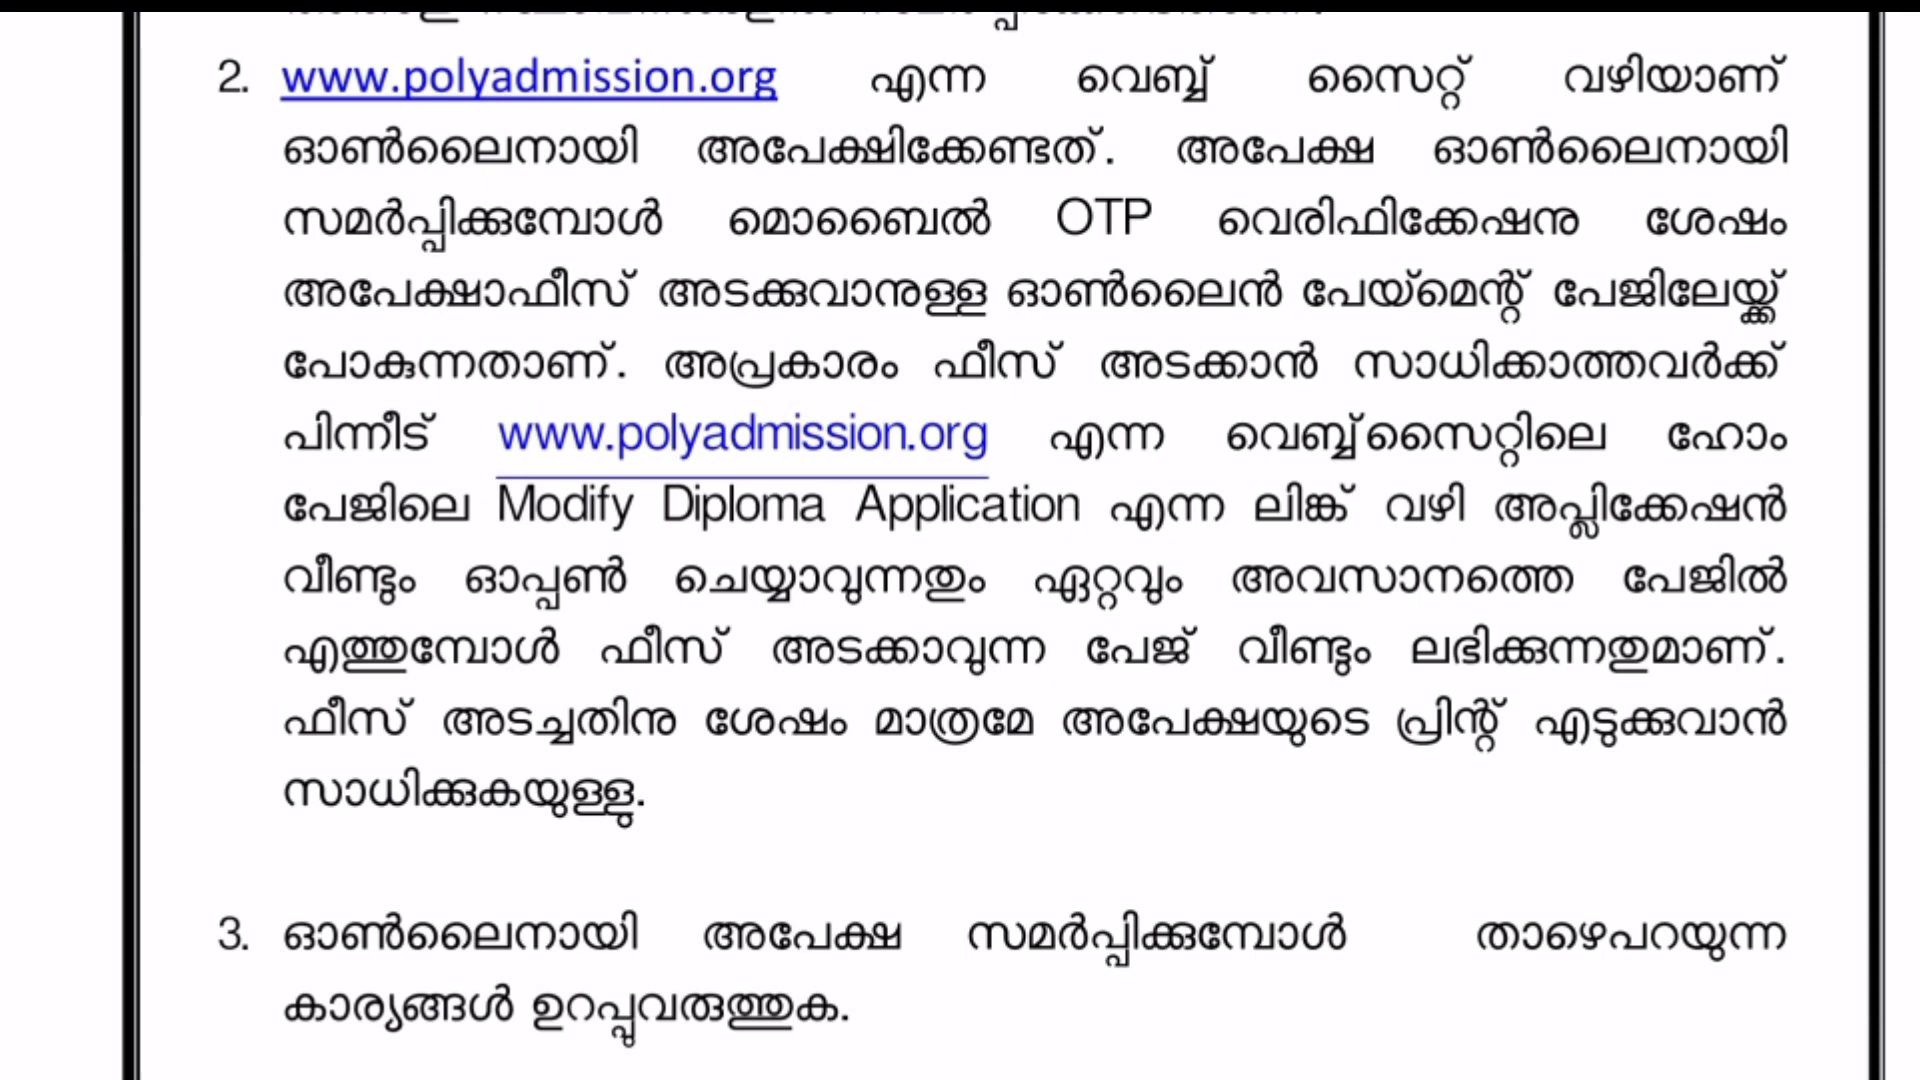 2. www.polyadmission.org എന്ന വെബ്ബ് സൈറ്റ് വഴിയാണ്
ഓൺലൈനായി അപേക്ഷിക്കേണ്ടത്. അപേക്ഷ ഓൺലൈനായി
സമർപ്പിക്കുമ്പോൾ മൊബൈൽ OTP വെരിഫിക്കേഷനു ശേഷം
അപേക്ഷാഫീസ് അടക്കുവാനുള്ള ഓൺലൈൻ പേയ്മെന്റ് പേജിലേയ്ക്ക്
പോകുന്നതാണ്. അപ്രകാരം ഫീസ് അടക്കാൻ സാധിക്കാത്തവർക്ക്
പിന്നീട് www.polyadmission.org എന്ന വെബ്ബ്സൈറ്റിലെ ഹോം
പേജിലെ Modify Diploma Application എന്ന ലിങ്ക് വഴി അപ്ലിക്കേഷൻ
വീണ്ടും ഓപ്പൺ ചെയ്യാവുന്നതും ഏറ്റവും അവസാനത്തെ പേജിൽ
എത്തുമ്പോൾ ഫീസ് അടക്കാവുന്ന പേജ് വീണ്ടും ലഭിക്കുന്നതുമാണ്.
ഫീസ് അടച്ചതിനു ശേഷം മാത്രമേ അപേക്ഷയുടെ പ്രിന്റ് എടുക്കുവാൻ
സാധിക്കുകയുള്ളു.
3. ഓൺലൈനായി അപേക്ഷ സമർപ്പിക്കുമ്പോൾ താഴെപറയുന്ന
കാര്യങ്ങൾ ഉറപ്പുവരുത്തുക.